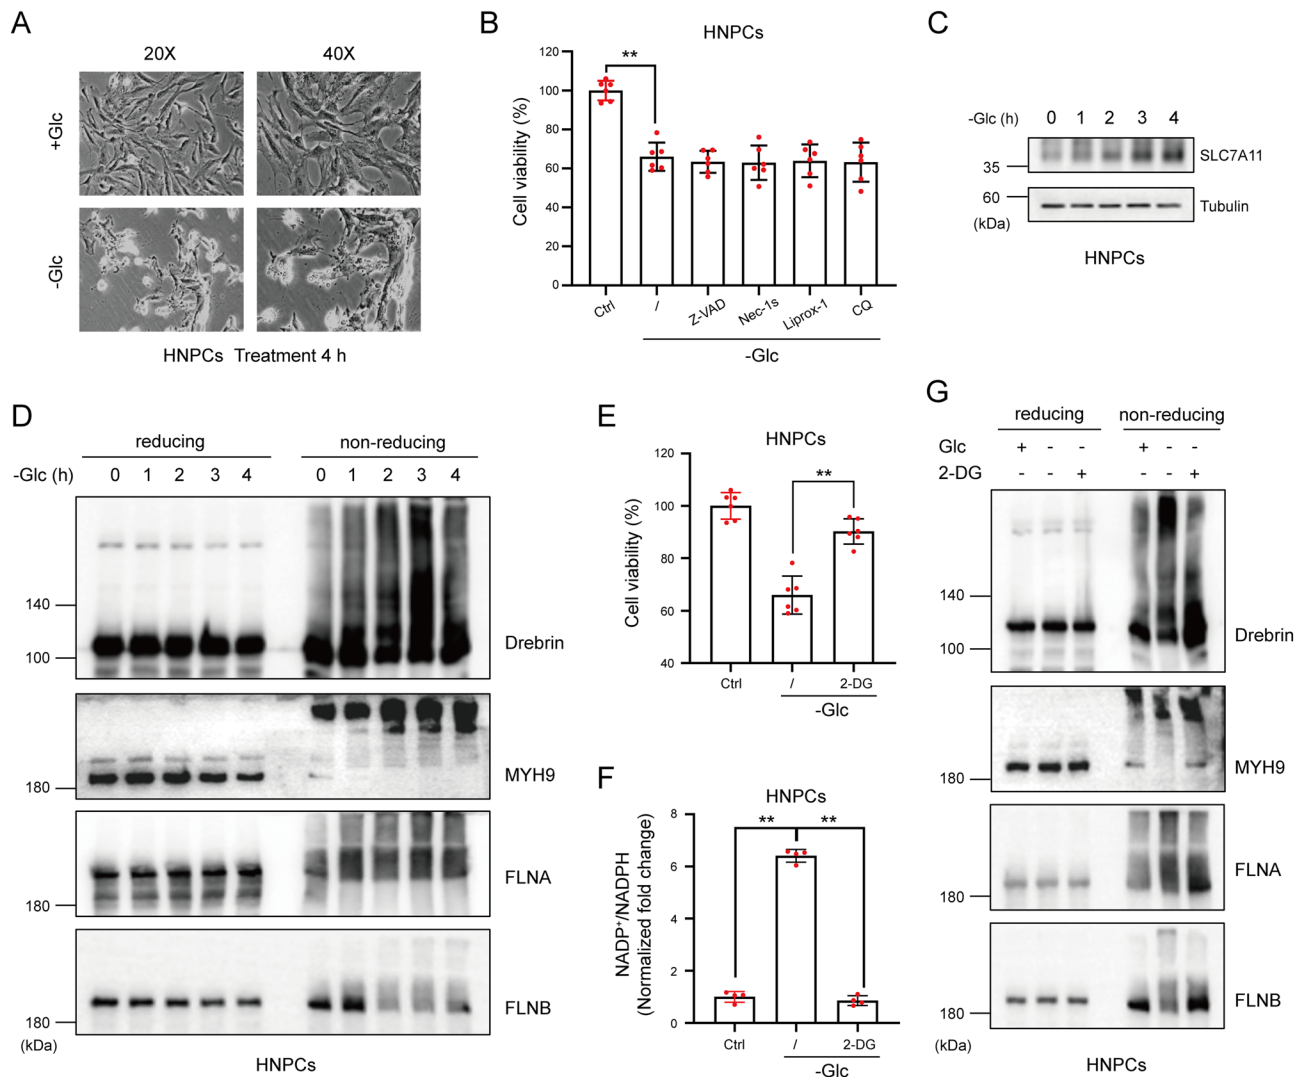 A
20X 40X
+Glc
-Glc
HNPCs Treatment 4 h
B
HNPCs
Cell viability (%)
120
100
80
60
40
20
0
**
Ctrl / Z-VAD Nec-1s Liprox-1 CQ
-Glc
C
-Glc (h) 0 1 2 3 4
35
SLC7A11
60
Tubulin
(kDa)
HNPCs
D
reducing non-reducing
-Glc (h) 0 1 2 3 4 0 1 2 3 4
140
100
Drebrin
180
MYH9
180
FLNA
180
FLNB
(kDa)
HNPCs
E
HNPCs
Cell viability (%)
120
100
80
60
40
**
Ctrl / 2-DG
-Glc
F
HNPCs
NADP⁺/NADPH
(Normalized fold change)
8
6
4
2
0
** **
Ctrl / 2-DG
-Glc
G
reducing non-reducing
Glc + - - + - -
2-DG - - + - - +
140
100
Drebrin
180
MYH9
180
FLNA
180
FLNB
(kDa)
HNPCs